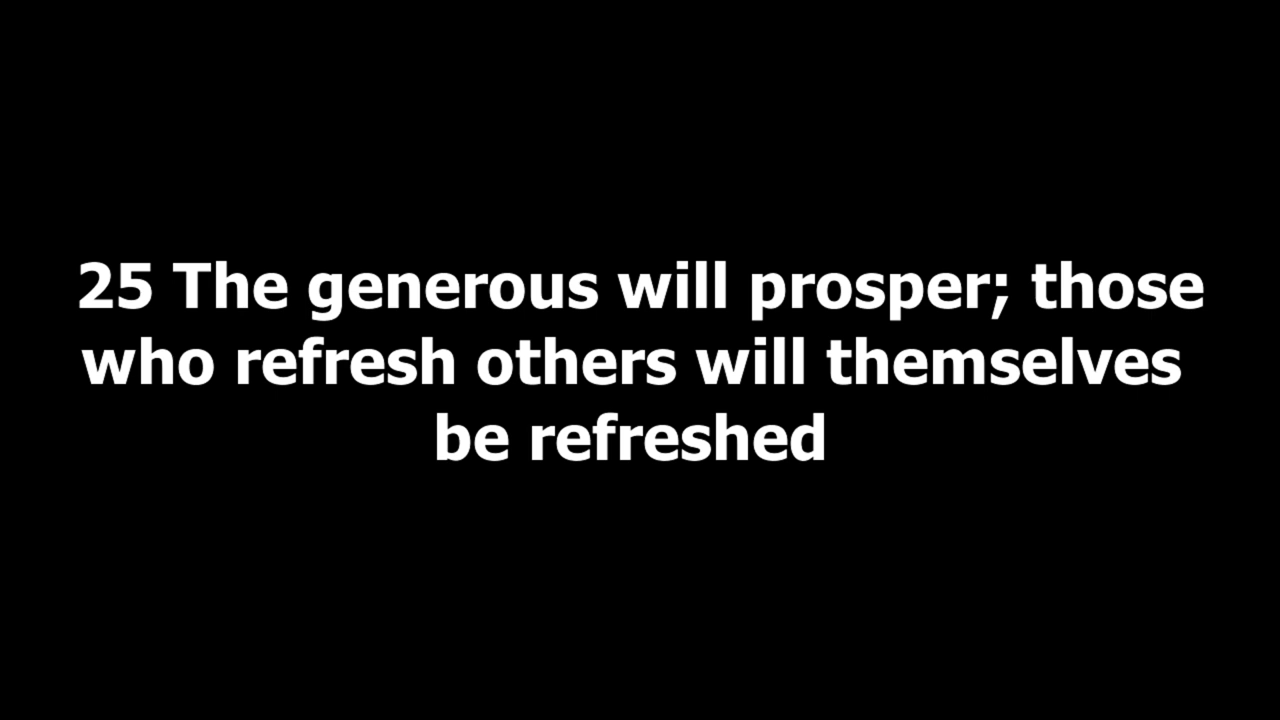 25 The generous will prosper; those
who refresh others will themselves
be refreshed